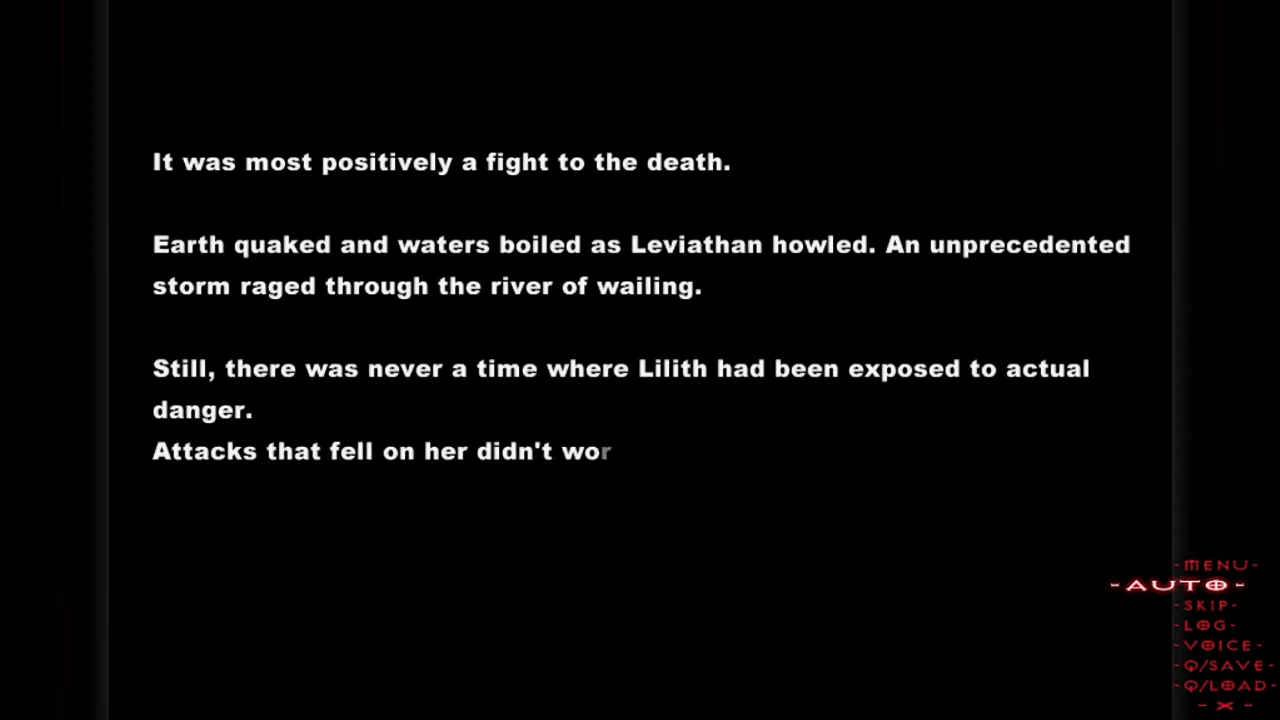 It was most positively a fight to the death.
Earth quaked and waters boiled as Leviathan howled. An unprecedented
storm raged through the river of wailing.
Still, there was never a time where Lilith had been exposed to actual
danger.
Attacks that fell on her didn't wor
-MENU-
-AUTO-
-SKIP-
-LOG-
-VOICE-
-Q/SAVE-
-Q/LOAD-
-X-